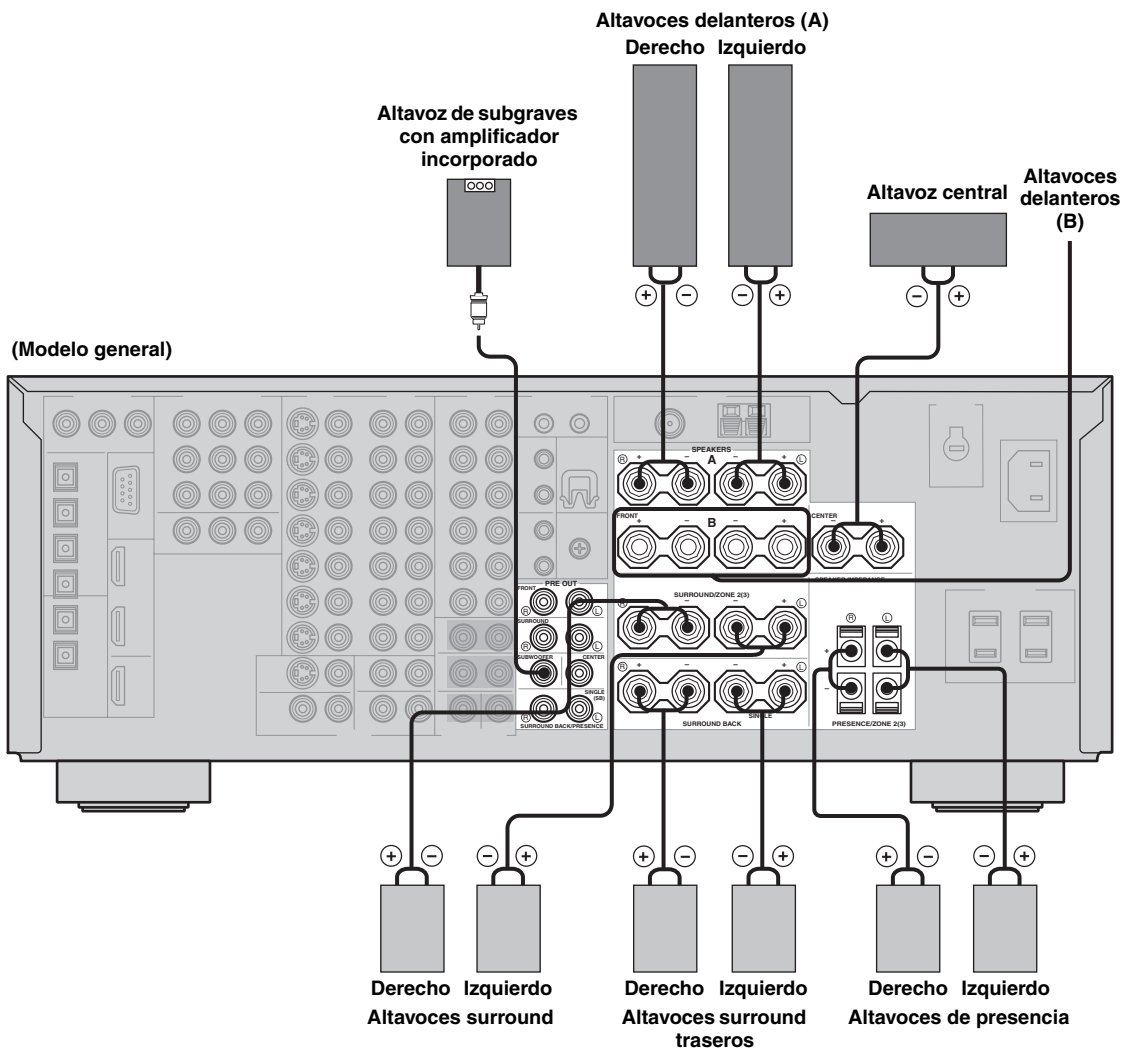 Altavoces delanteros (A)
Derecho Izquierdo
Altavoz de subgraves
con amplificador
incorporado
Altavoz central
Altavoces
delanteros
(B)
+ - - +
- +
(Modelo general)
SPEAKERS
R + - A - + L
FRONT
+ - B - +
CENTER
- +
PRE OUT
FRONT
R L
SURROUND
R L
SUBWOOFER CENTER
SINGLE
(SB)
R L
SURROUND BACK/PRESENCE
SURROUND/ZONE 2(3)
R + - - + L
R + - - + L
SINGLE
SURROUND BACK
R L
+
-
PRESENCE/ZONE 2(3)
+ - - + + - - + + - - +
Derecho Izquierdo
Altavoces surround
Derecho Izquierdo
Altavoces surround
traseros
Derecho Izquierdo
Altavoces de presencia